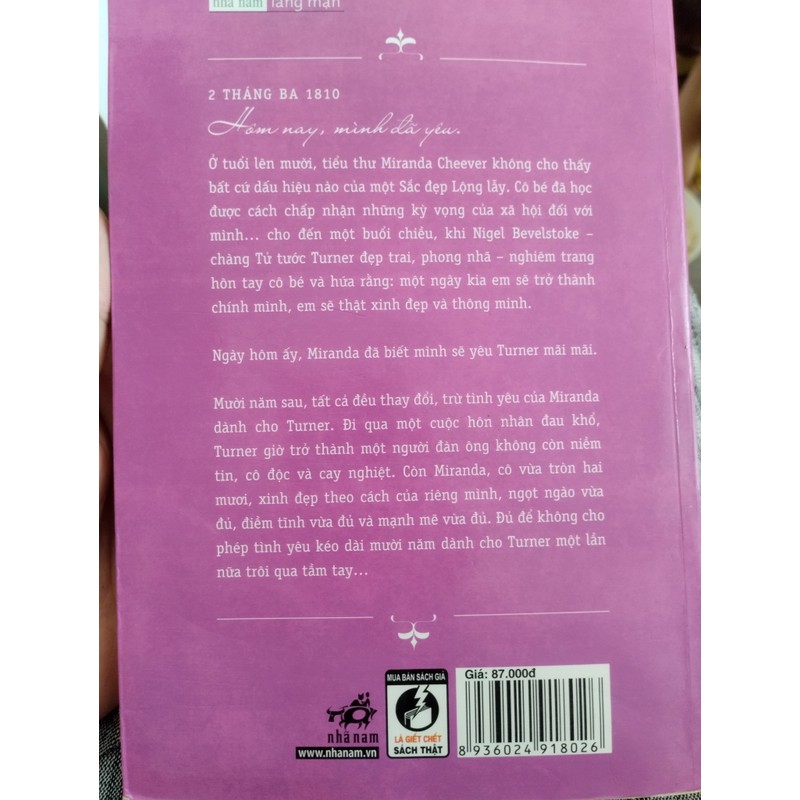 nhã nam lãng mạn
2 THÁNG BA 1810
Hôm nay, mình đã yêu.
Ở tuổi lên mười, tiểu thư Miranda Cheever không cho thấy
bất cứ dấu hiệu nào của một Sắc đẹp Lộng lẫy. Cô bé đã học
được cách chấp nhận những kỳ vọng của xã hội đối với
mình... cho đến một buổi chiều, khi Nigel Bevelstoke –
chàng Tử tước Turner đẹp trai, phong nhã – nghiêm trang
hôn tay cô bé và hứa rằng: một ngày kia em sẽ trở thành
chính mình, em sẽ thật xinh đẹp và thông minh.
Ngày hôm ấy, Miranda đã biết mình sẽ yêu Turner mãi mãi.
Mười năm sau, tất cả đều thay đổi, trừ tình yêu của Miranda
dành cho Turner. Đi qua một cuộc hôn nhân đau khổ,
Turner giờ trở thành một người đàn ông không còn niềm
tin, cô độc và cay nghiệt. Còn Miranda, cô vừa tròn hai
mươi, xinh đẹp theo cách của riêng mình, ngọt ngào vừa
đủ, điềm tĩnh vừa đủ và mạnh mẽ vừa đủ. Đủ để không cho
phép tình yêu kéo dài mười năm dành cho Turner một lần
nữa trôi qua tầm tay...
nhã nam
www.nhanam.vn
MUA BÁN SÁCH GIẢ
LÀ GIẾT CHẾT
SÁCH THẬT
Giá: 87.000đ
8 936024 918026